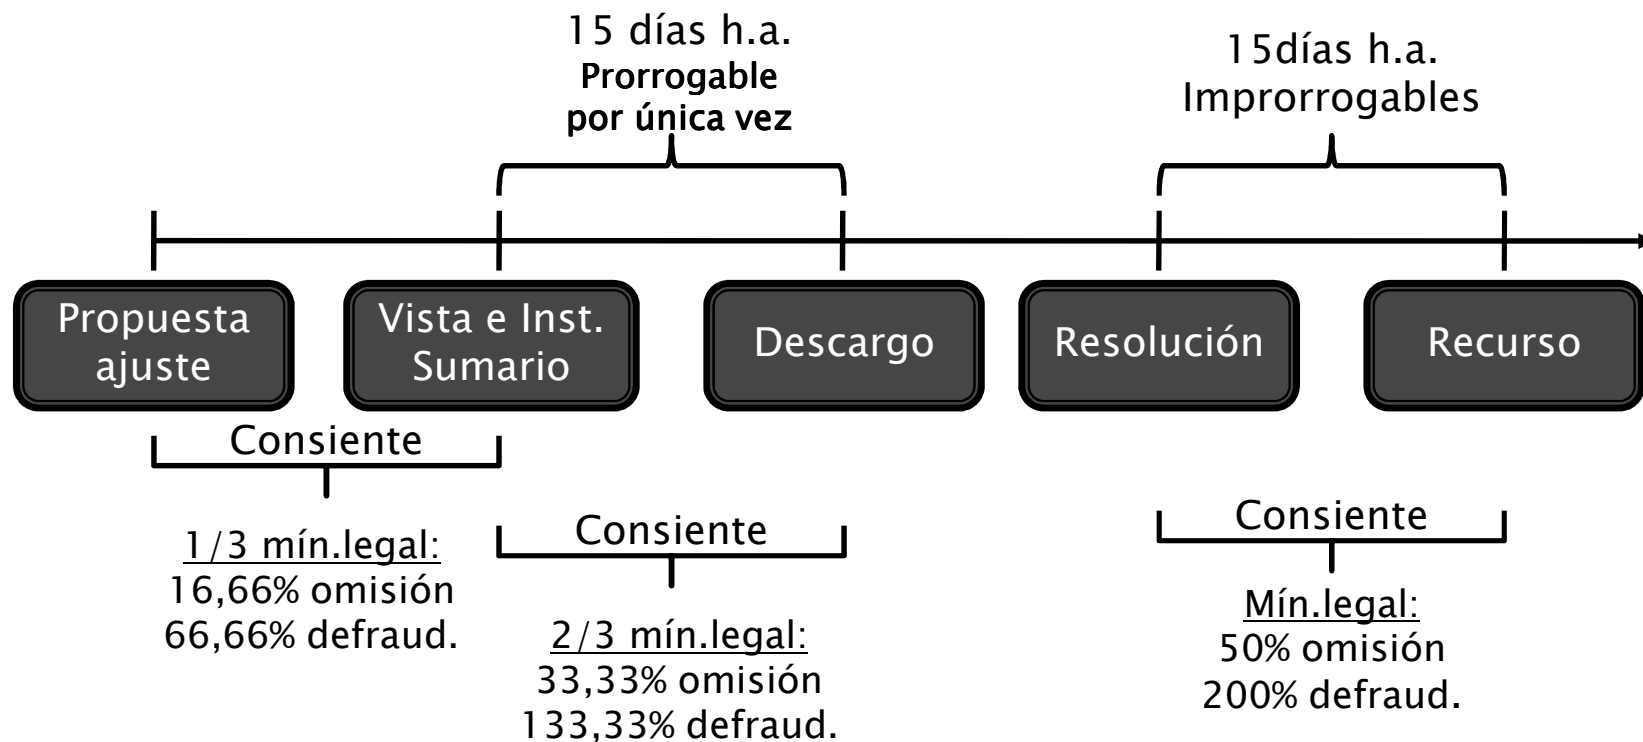 15 días h.a.
Prorrogable
por única vez
15días h.a.
Improrrogables
Propuesta
ajuste
Vista e Inst.
Sumario
Descargo
Resolución
Recurso
Consiente
1/3 mín.legal:
16,66% omisión
66,66% defraud.
Consiente
2/3 mín.legal:
33,33% omisión
133,33% defraud.
Consiente
Mín.legal:
50% omisión
200% defraud.